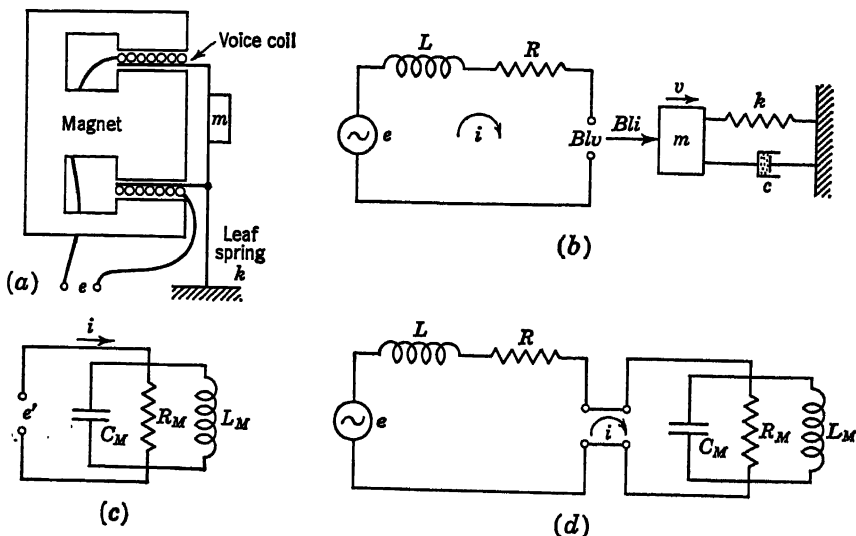 Voice coil
m
Magnet
Leaf
spring
k
e
(a)
L
R
e
i
Blv
Bli
v
m
k
c
(b)
i
e'
C_M
R_M
L_M
(c)
L
R
e
i
C_M
R_M
L_M
(d)